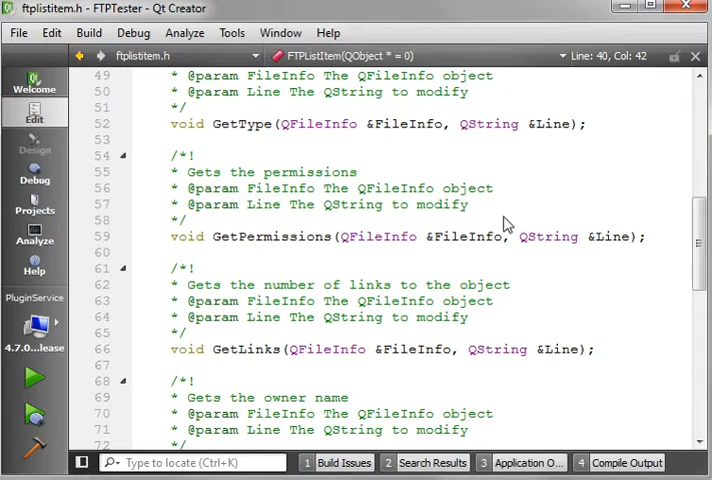 ftplistitem.h - FTPTester - Qt Creator
File Edit Build Debug Analyze Tools Window Help
ftplistitem.h FTPListItem(QObject * = 0) Line: 40, Col: 42
49 * @param FileInfo The QFileInfo object
50 * @param Line The QString to modify
51 */
52 void GetType(QFileInfo &FileInfo, QString &Line);
53
54 /*!
55 * Gets the permissions
56 * @param FileInfo The QFileInfo object
57 * @param Line The QString to modify
58 */
59 void GetPermissions(QFileInfo &FileInfo, QString &Line);
60
61 /*!
62 * Gets the number of links to the object
63 * @param FileInfo The QFileInfo object
64 * @param Line The QString to modify
65 */
66 void GetLinks(QFileInfo &FileInfo, QString &Line);
67
68 /*!
69 * Gets the owner name
70 * @param FileInfo The QFileInfo object
71 * @param Line The QString to modify
72 */
Welcome
Edit
Design
Debug
Projects
Analyze
Help
PluginService
4.7.0...lease
Type to locate (Ctrl+K) 1 Build Issues 2 Search Results 3 Application O... 4 Compile Output